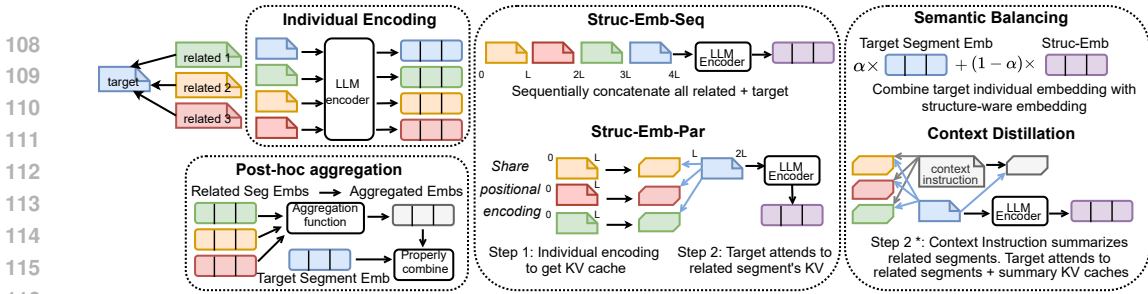 108
109
110
111
112
113
114
115
target
related 1
related 2
related 3
Individual Encoding
LLM
encoder
Post-hoc aggregation
Related Seg Embs
Aggregated Embs
Aggregation
function
Properly
combine
Target Segment Emb
Struc-Emb-Seq
0
L
2L
3L
4L
LLM
Encoder
Sequentially concatenate all related + target
Struc-Emb-Par
Share
positional
encoding
0
L
0
L
0
L
L
2L
LLM
Encoder
Step 1: Individual encoding
to get KV cache
Step 2: Target attends to
related segment's KV
Semantic Balancing
Target Segment Emb
Struc-Emb
α×
+ (1 − α)×
Combine target individual embedding with
structure-ware embedding
Context Distillation
context
instruction
LLM
Encoder
Step 2 *: Context Instruction summarizes
related segments. Target attends to
related segments + summary KV caches